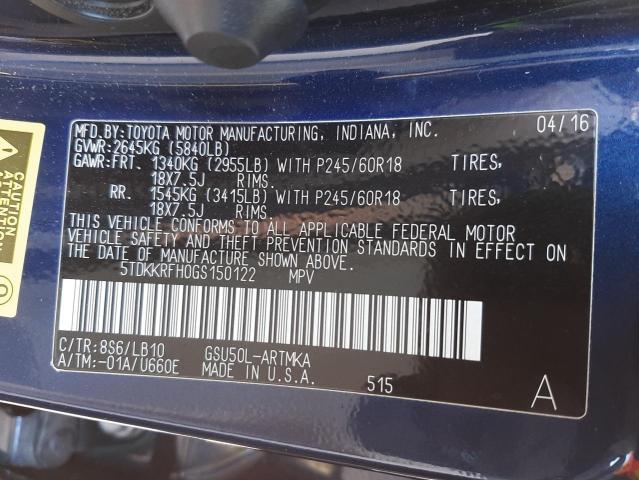 MFD.BY:TOYOTA MOTOR MANUFACTURING, INDIANA, INC. 04/16
GVWR:2645KG (5840LB)
GAWR:FRT. 1340KG (2955LB) WITH P245/60R18 TIRES,
18X7.5J RIMS.
RR. 1545KG (3415LB) WITH P245/60R18 TIRES,
18X7.5J RIMS.
THIS VEHICLE CONFORMS TO ALL APPLICABLE FEDERAL MOTOR
VEHICLE SAFETY AND THEFT PREVENTION STANDARDS IN EFFECT ON
THE DATE OF MANUFACTURE SHOWN ABOVE.
5TDKKRFH0GS150122 MPV
C/TR:8S6/LB10 GSU50L-ARTMKA
A/TM:-01A/U660E MADE IN U.S.A. 515 A
CAUTION
ATTENTION